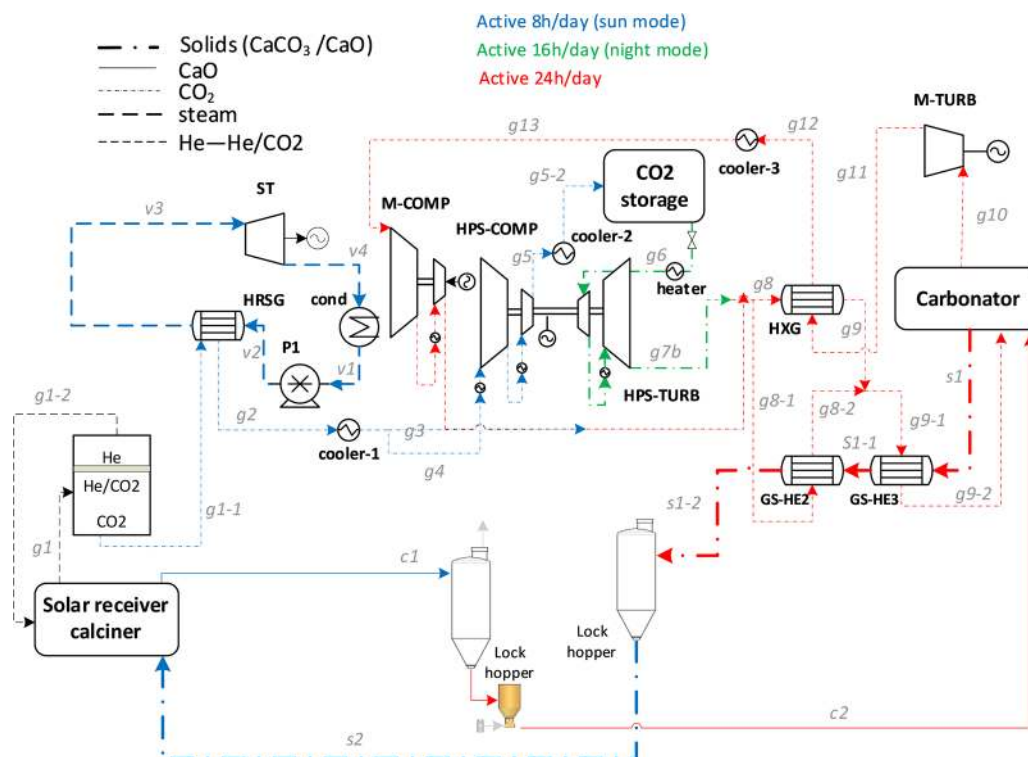 Solids (CaCO₃ /CaO)
CaO
CO₂
steam
He—He/CO2
Active 8h/day (sun mode)
Active 16h/day (night mode)
Active 24h/day
M-TURB
g13
cooler-3
g12
g11
g10
CO2
storage
g5-2
M-COMP
HPS-COMP
cooler-2
g5
g6
heater
ST
v3
v4
HRSG
cond
P1
v2
v1
g7b
HPS-TURB
g8
HXG
g9
Carbonator
s1
g8-1
g8-2
g9-1
S1-1
g9-2
GS-HE2
GS-HE3
s1-2
g1-2
g2
cooler-1
g3
g4
He
He/CO2
CO2
g1-1
g1
Solar receiver
calciner
c1
Lock
hopper
Lock
hopper
c2
s2